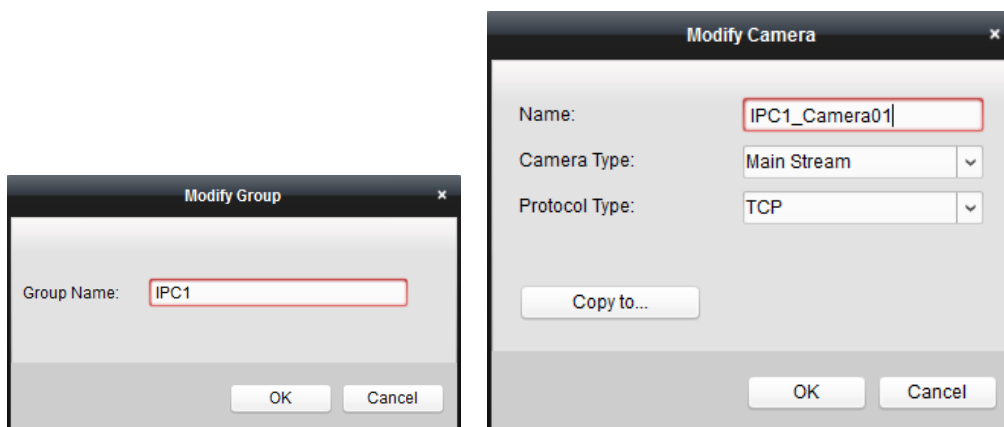 Modify Group
Group Name: IPC1
OK Cancel
Modify Camera
Name: IPC1_Camera01
Camera Type: Main Stream
Protocol Type: TCP
Copy to...
OK Cancel